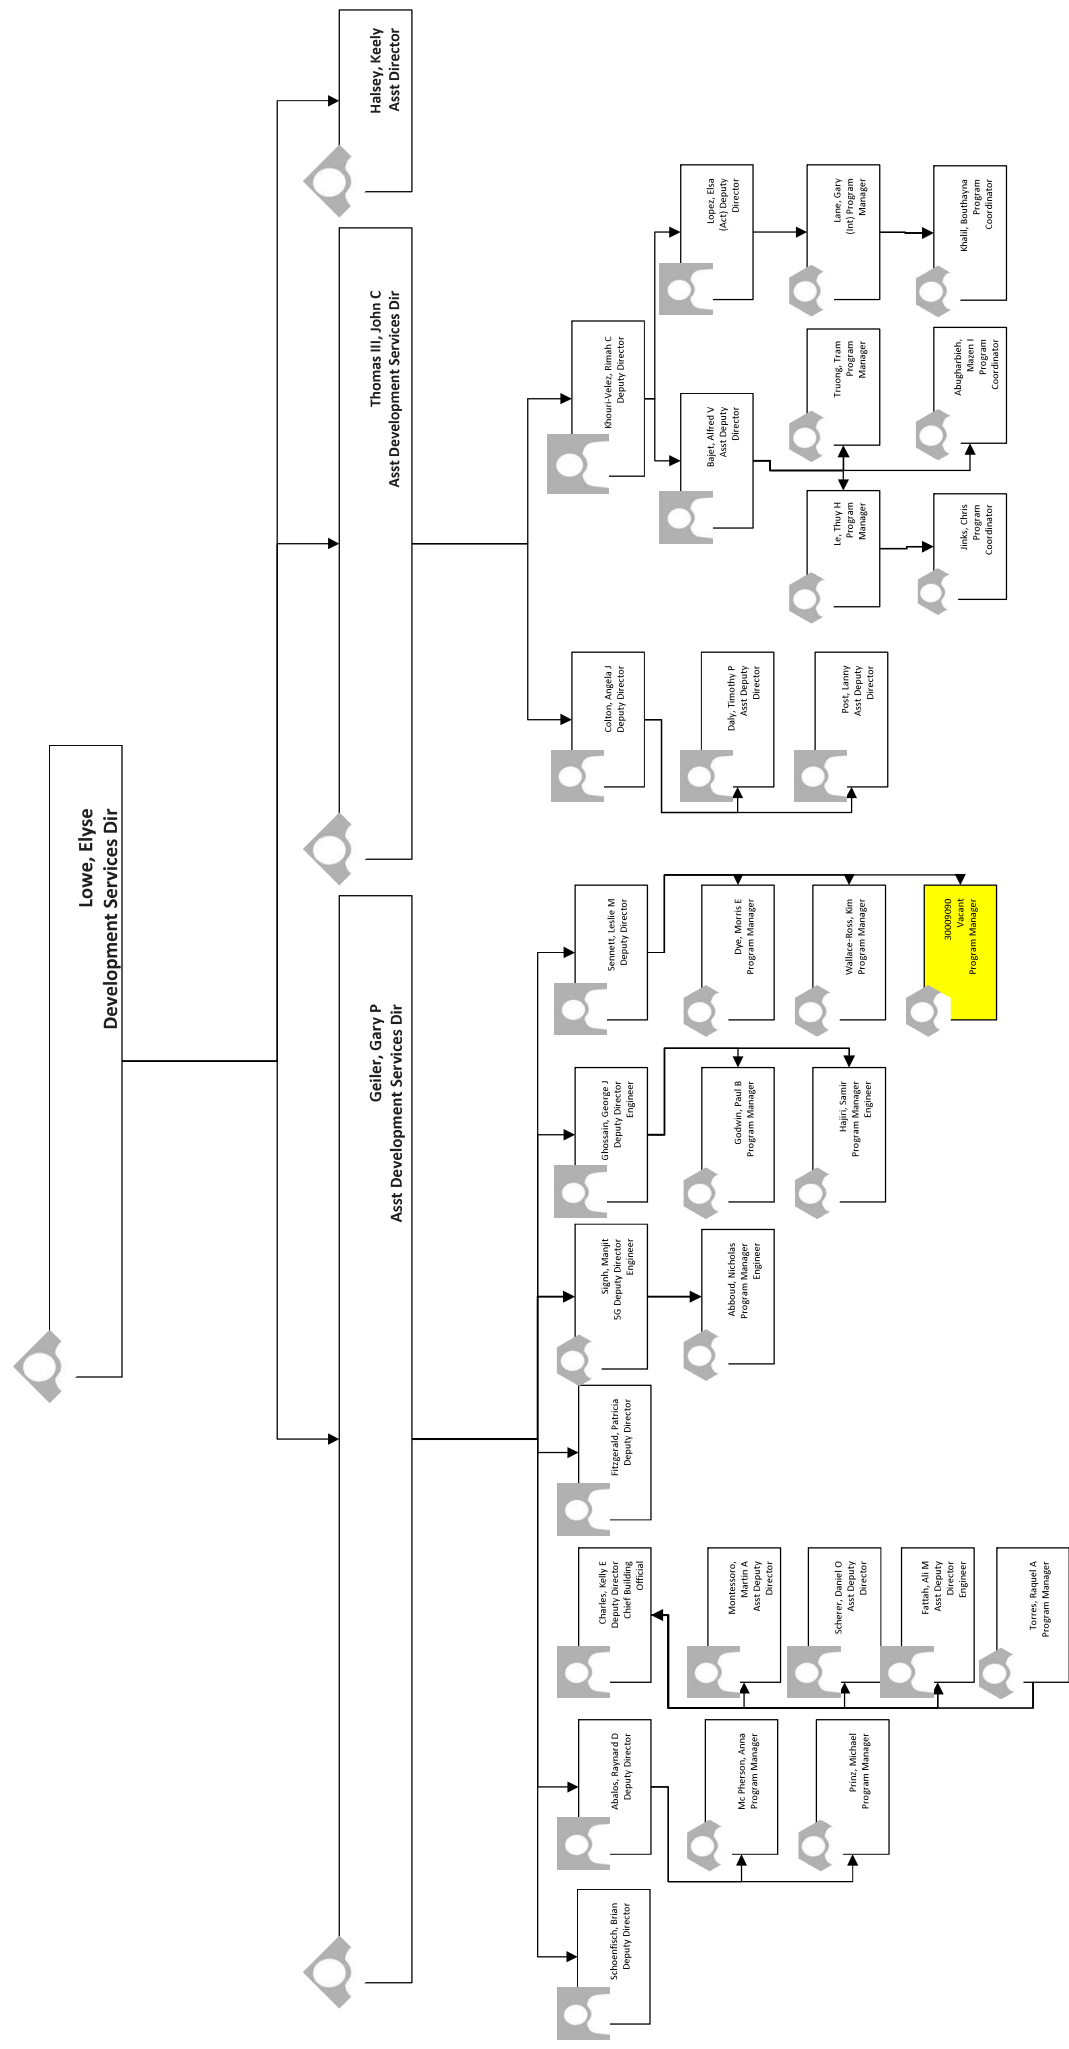 Lowe, Elyse
Development Services Dir
Geiler, Gary P
Asst Development Services Dir
Thomas III, John C
Asst Development Services Dir
Halsey, Keely
Asst Director
Schoenfisch, Brian
Deputy Director
Abalos, Raynard D
Deputy Director
Mc Pherson, Anna
Program Manager
Prinz, Michael
Program Manager
Charles, Kelly E
Deputy Director
Chief Building
Official
Montessoro,
Martin A
Asst Deputy
Director
Scherer, Daniel O
Asst Deputy
Director
Fattah, Ali M
Asst Deputy
Director
Engineer
Torres, Raquel A
Program Manager
Fitzgerald, Patricia
Deputy Director
Signh, Manjit
5G Deputy Director
Engineer
Abboud, Nicholas
Program Manager
Engineer
Ghossain, George J
Deputy Director
Engineer
Godwin, Paul B
Program Manager
Hajiri, Samir
Program Manager
Engineer
Sennett, Leslie M
Deputy Director
Dye, Morris E
Program Manager
Wallace-Ross, Kim
Program Manager
30009090
Vacant
Program Manager
Colton, Angela J
Deputy Director
Daly, Timothy P
Asst Deputy
Director
Post, Lanny
Asst Deputy
Director
Khouri-Velez, Rimah C
Deputy Director
Bajet, Alfred V
Asst Deputy
Director
Le, Thuy H
Program
Manager
Jinks, Chris
Program
Coordinator
Truong, Tram
Program
Manager
Abugharbieh,
Mazen I
Program
Coordinator
Lopez, Elsa
(Act) Deputy
Director
Lane, Gary
(Int) Program
Manager
Khalil, Bouthayna
Program
Coordinator